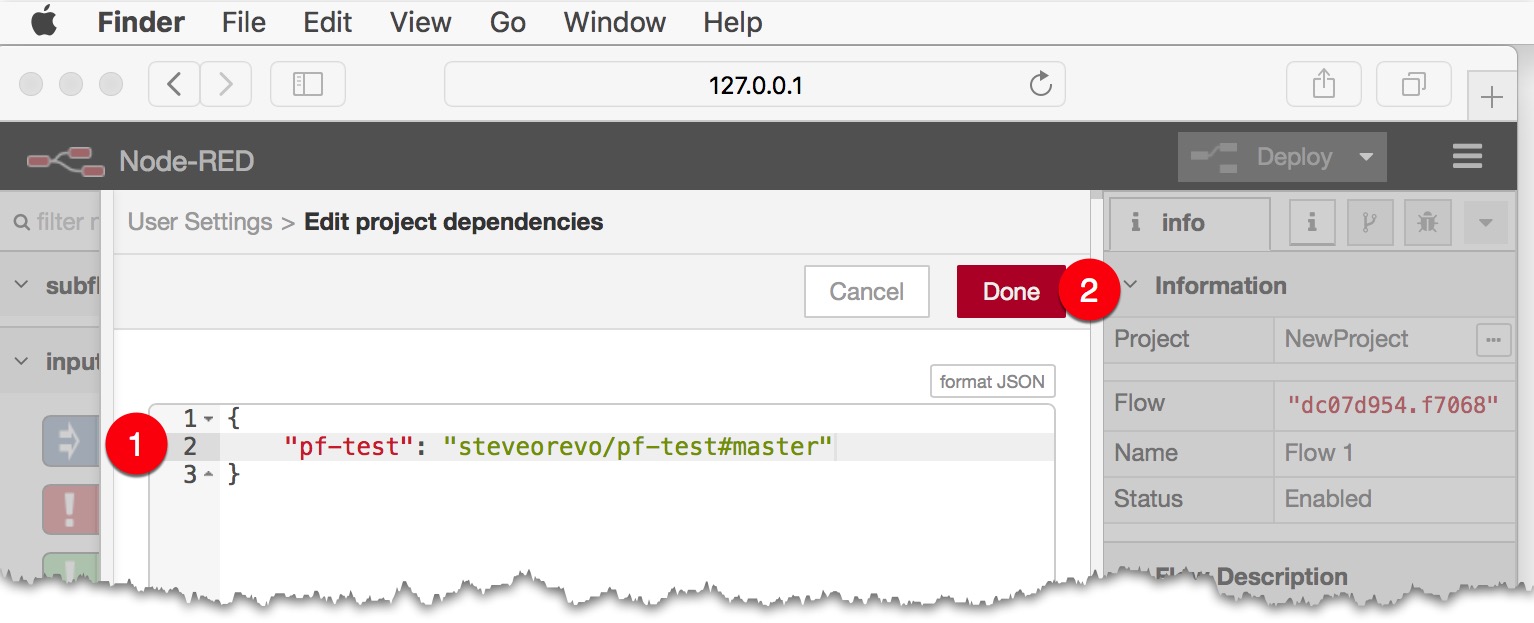 Finder File Edit View Go Window Help
127.0.0.1
Node-RED
Deploy
filter
User Settings > Edit project dependencies
info
subfl
Cancel
Done
2
Information
Project NewProject
input
format JSON
Flow "dc07d954.f7068"
1 {
1
2 "pf-test": "steveorevo/pf-test#master"
3 }
Name Flow 1
Status Enabled
Flow Description